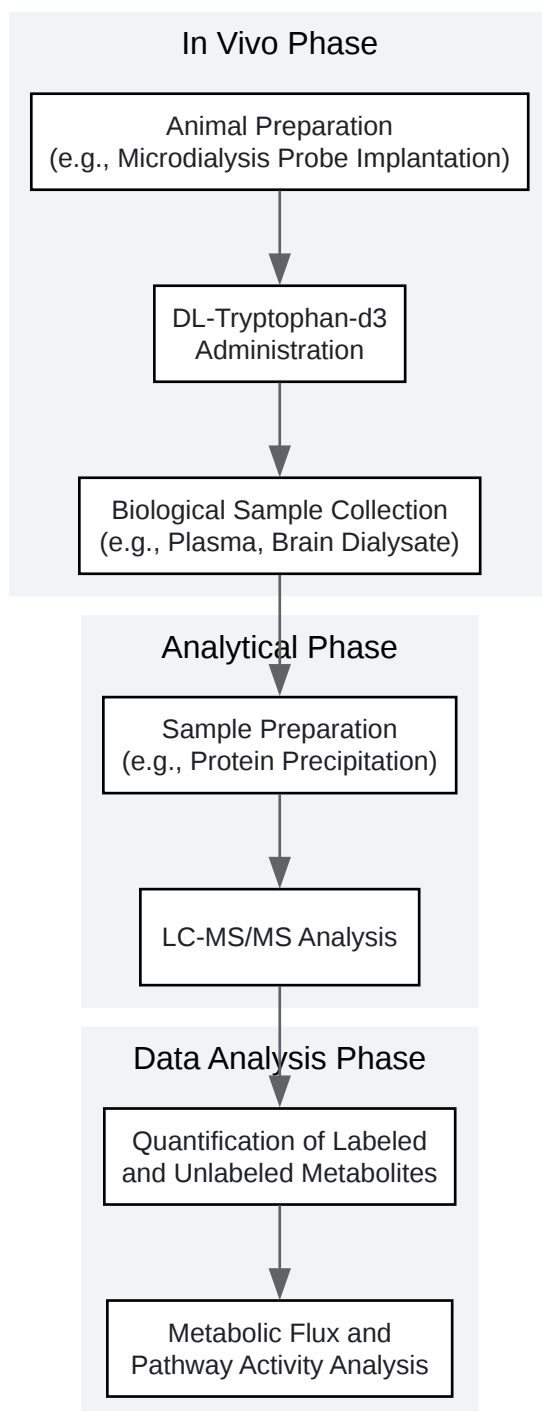 In Vivo Phase
Animal Preparation
(e.g., Microdialysis Probe Implantation)
DL-Tryptophan-d3
Administration
Biological Sample Collection
(e.g., Plasma, Brain Dialysate)
Analytical Phase
Sample Preparation
(e.g., Protein Precipitation)
LC-MS/MS Analysis
Data Analysis Phase
Quantification of Labeled
and Unlabeled Metabolites
Metabolic Flux and
Pathway Activity Analysis